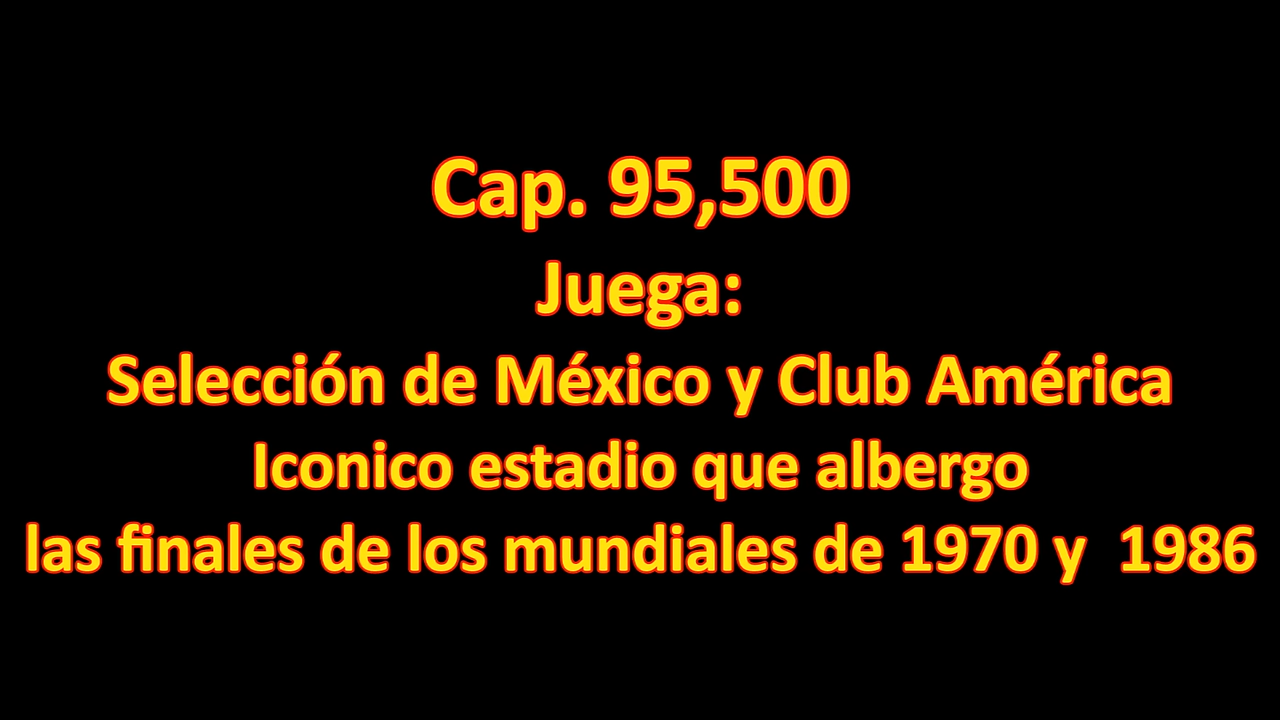 Cap. 95,500
Juega:
Selección de México y Club América
Iconico estadio que albergo
las finales de los mundiales de 1970 y  1986